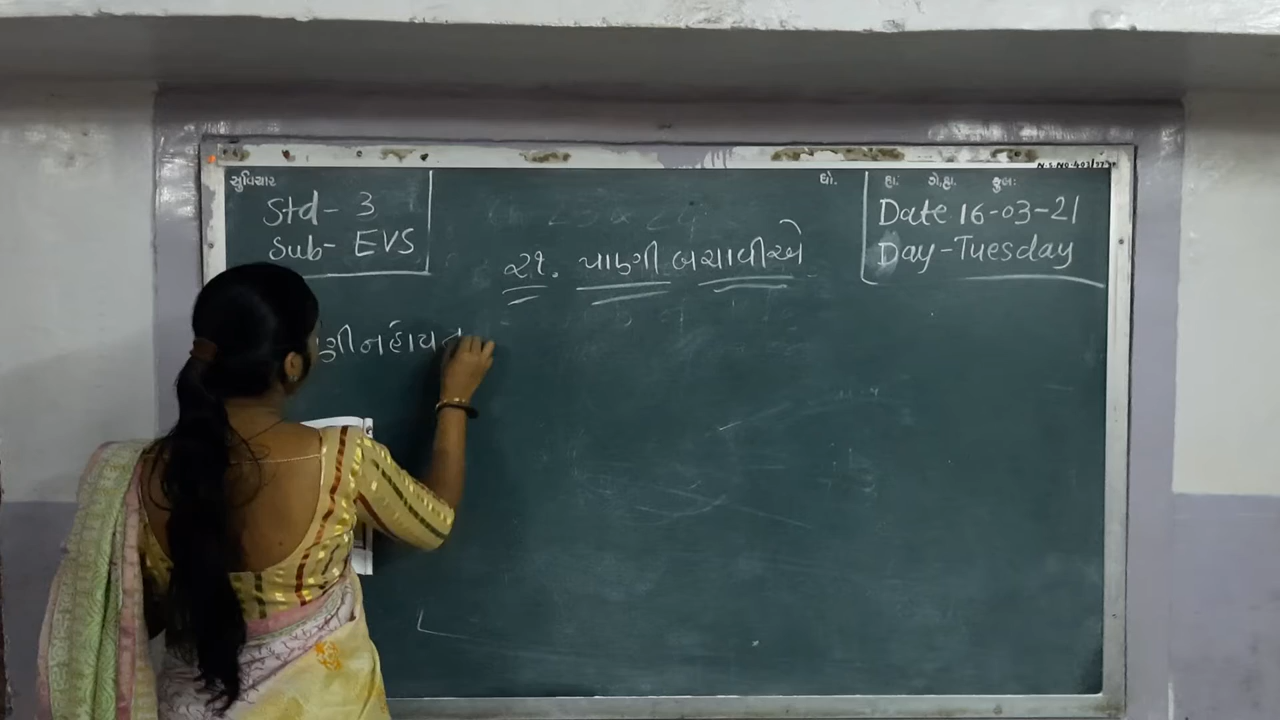 સુવિચાર
Std- 3
Sub- EVS
૨૧. પાણી બચાવીએ
ધો. હા. ગે.હા. કુલઃ
Date 16-03-21
Day-Tuesday
ન હોય